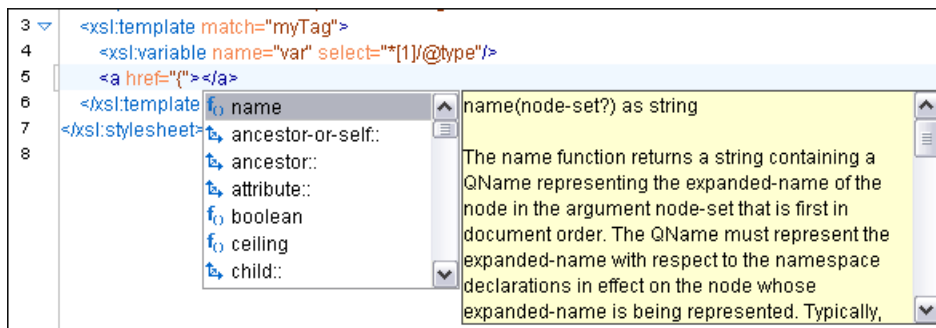 3 <xsl:template match="myTag">
4 <xsl:variable name="var" select="*[1]/@type"/>
5 <a href="{"></a>
6 </xsl:template
7 </xsl:stylesheet>
8
f() name
ancestor-or-self::
ancestor::
attribute::
f() boolean
f() ceiling
child::
name(node-set?) as string
The name function returns a string containing a
QName representing the expanded-name of the
node in the argument node-set that is first in
document order. The QName must represent the
expanded-name with respect to the namespace
declarations in effect on the node whose
expanded-name is being represented. Typically,